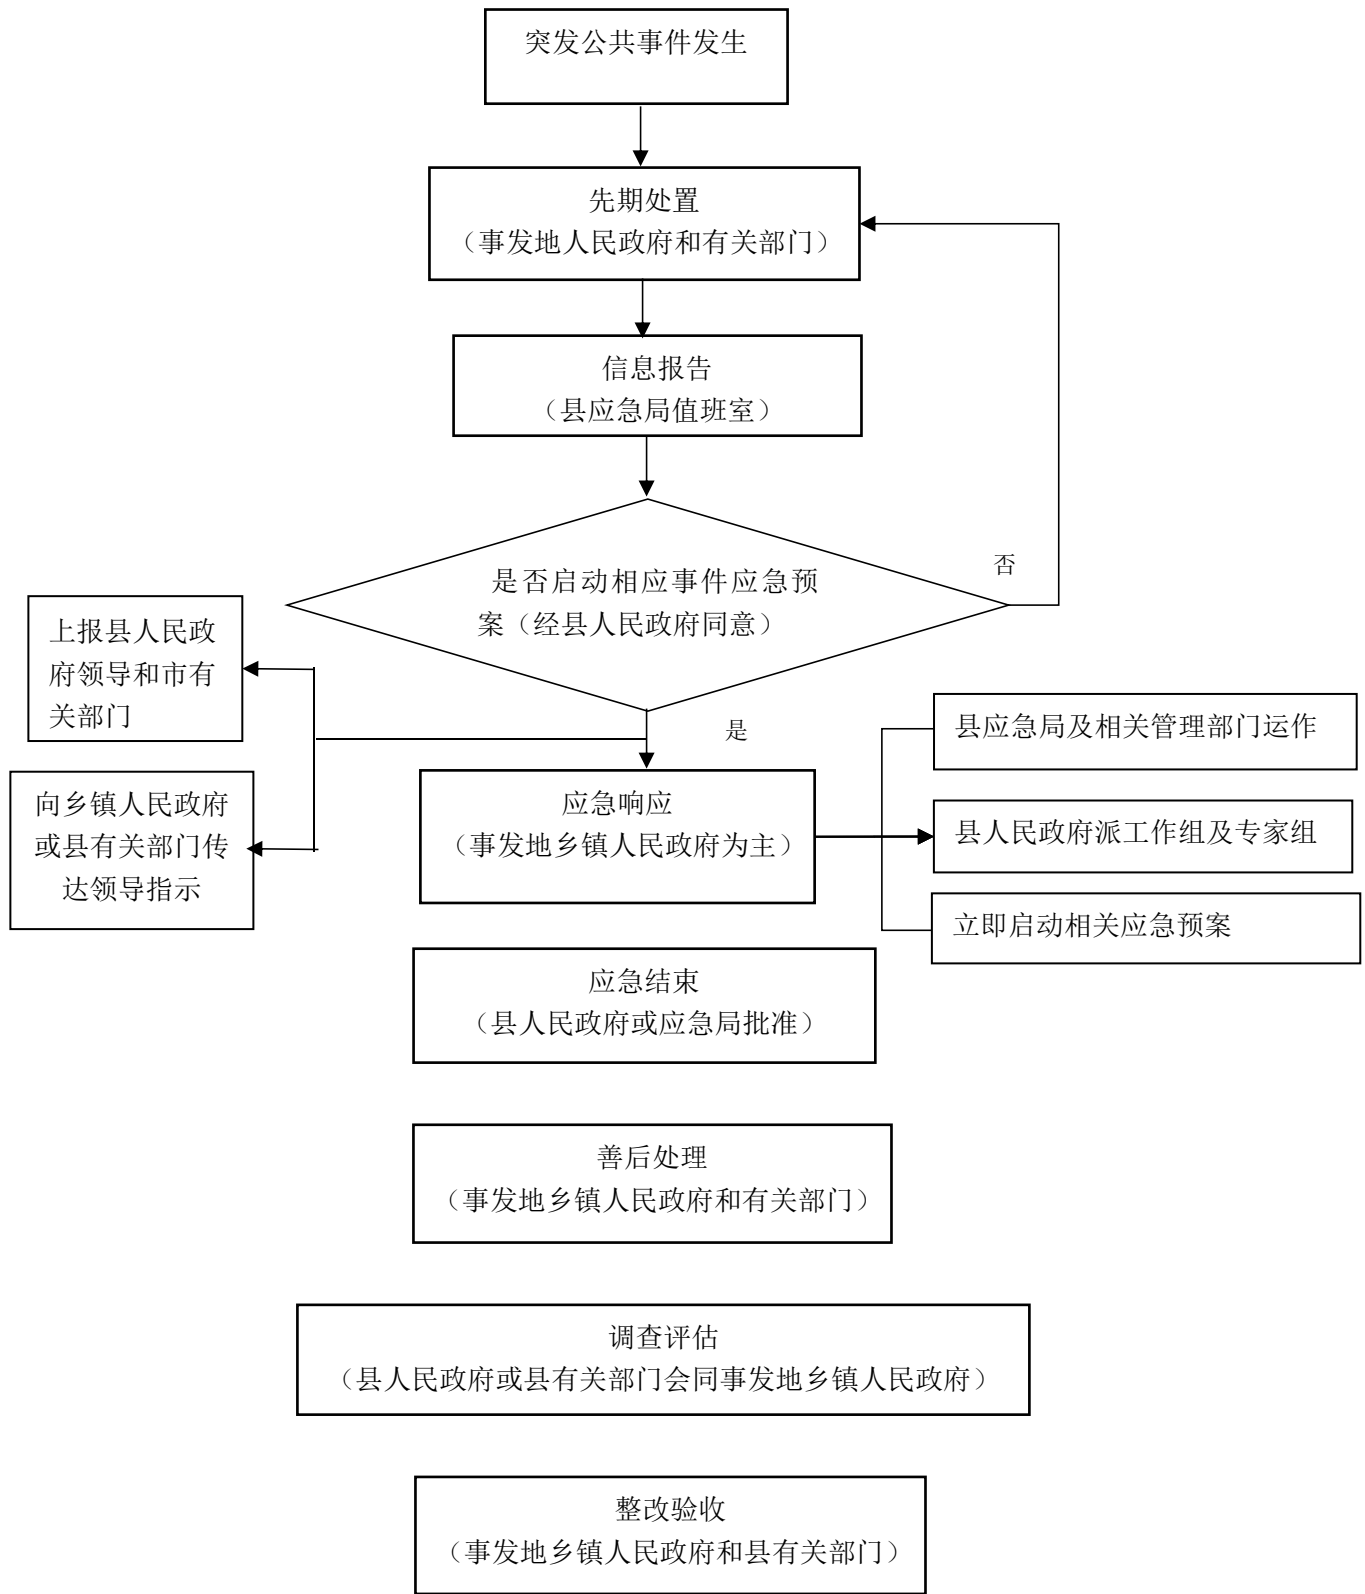 突发公共事件发生
先期处置
（事发地人民政府和有关部门）
信息报告
（县应急局值班室）
是否启动相应事件应急预
案（经县人民政府同意）
否
是
上报县人民政
府领导和市有
关部门
向乡镇人民政府
或县有关部门传
达领导指示
应急响应
（事发地乡镇人民政府为主）
县应急局及相关管理部门运作
县人民政府派工作组及专家组
立即启动相关应急预案
应急结束
（县人民政府或应急局批准）
善后处理
（事发地乡镇人民政府和有关部门）
调查评估
（县人民政府或县有关部门会同事发地乡镇人民政府）
整改验收
（事发地乡镇人民政府和县有关部门）